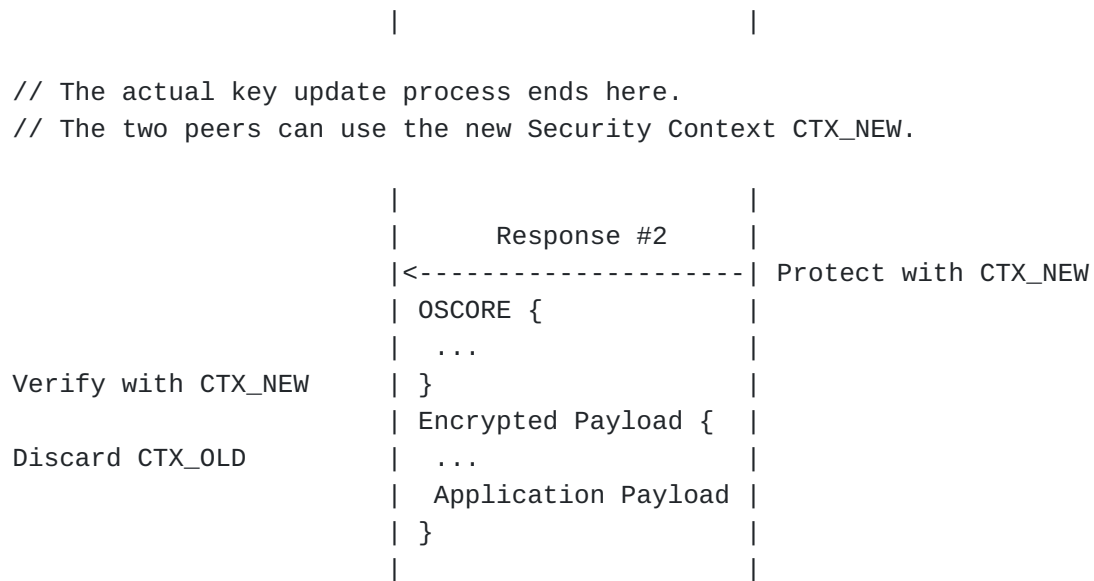 |                      |
// The actual key update process ends here.
// The two peers can use the new Security Context CTX_NEW.
|                      |
|      Response #2     |
|<---------------------| Protect with CTX_NEW
| OSCORE {             |
|  ...                 |
Verify with CTX_NEW     | }                    |
| Encrypted Payload {  |
Discard CTX_OLD         |  ...                 |
|  Application Payload |
| }                    |
|                      |